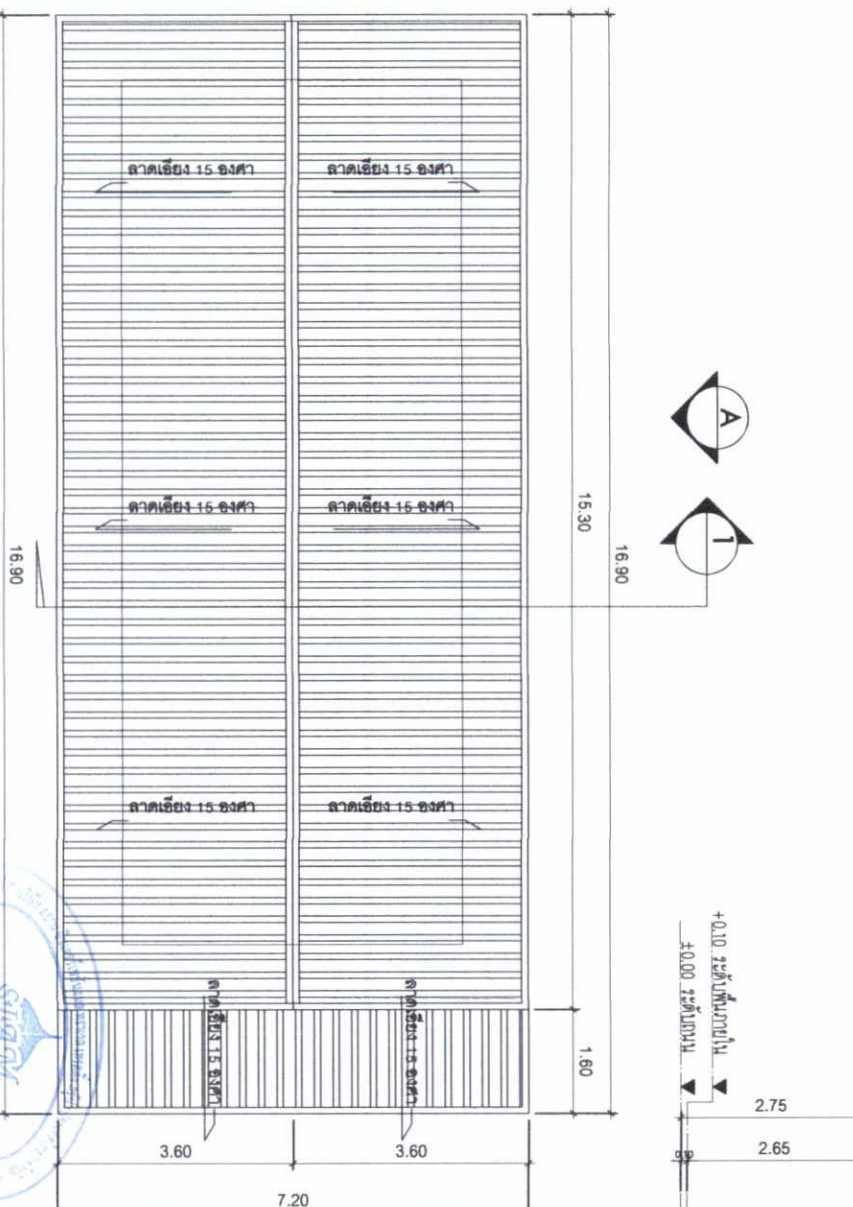 ลาดเอียง 15 องศา
ลาดเอียง 15 องศา
A
ลาดเอียง 15 องศา
ลาดเอียง 15 องศา
15.30
16.90
1
16.90
ลาดเอียง 15 องศา
ลาดเอียง 15 องศา
ลาดเอียง 15 องศา
ลาดเอียง 15 องศา
1.60
+0.10 ระดับพื้นภายใน
±0.00 ระดับถนน
2.75
2.65
3.60
3.60
7.20